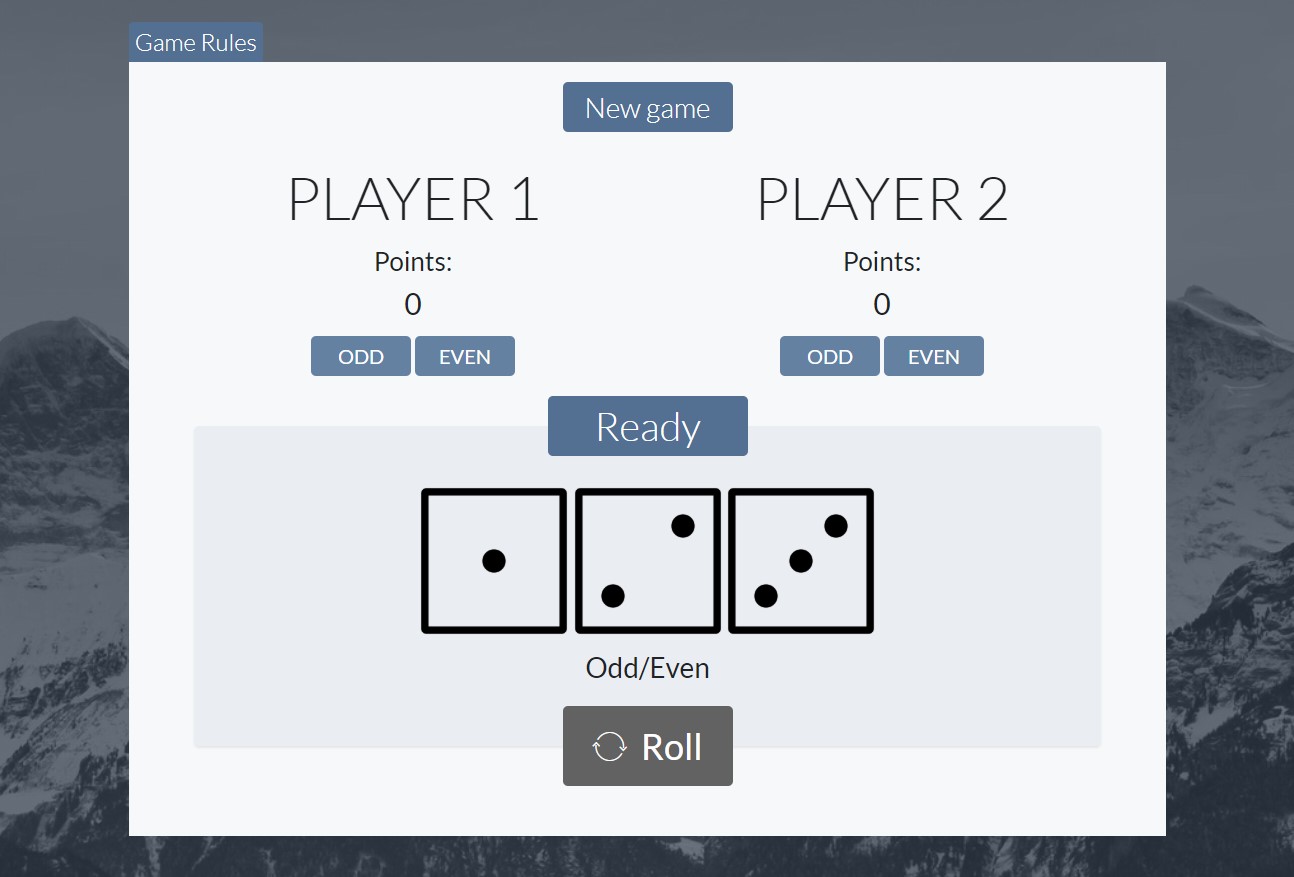 Game Rules
New game
PLAYER 1
Points:
0
ODD EVEN
PLAYER 2
Points:
0
ODD EVEN
Ready
Odd/Even
Roll